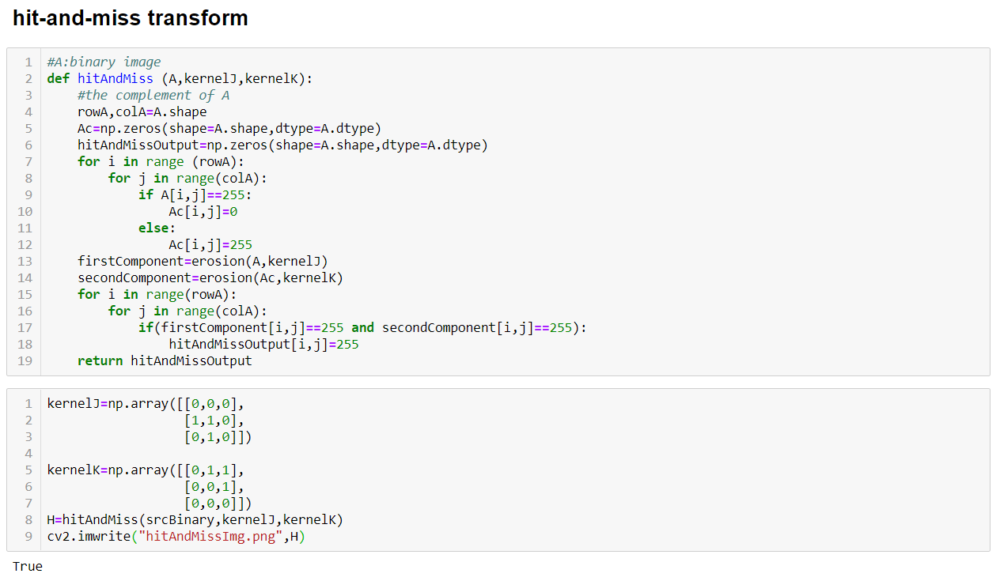 hit-and-miss transform
1 #A:binary image
2 def hitAndMiss (A,kernelJ,kernelK):
3     #the complement of A
4     rowA,colA=A.shape
5     Ac=np.zeros(shape=A.shape,dtype=A.dtype)
6     hitAndMissOutput=np.zeros(shape=A.shape,dtype=A.dtype)
7     for i in range (rowA):
8         for j in range(colA):
9             if A[i,j]==255:
10                 Ac[i,j]=0
11             else:
12                 Ac[i,j]=255
13     firstComponent=erosion(A,kernelJ)
14     secondComponent=erosion(Ac,kernelK)
15     for i in range(rowA):
16         for j in range(colA):
17             if(firstComponent[i,j]==255 and secondComponent[i,j]==255):
18                 hitAndMissOutput[i,j]=255
19     return hitAndMissOutput
1 kernelJ=np.array([[0,0,0],
2                   [1,1,0],
3                   [0,1,0]])
4
5 kernelK=np.array([[0,1,1],
6                   [0,0,1],
7                   [0,0,0]])
8 H=hitAndMiss(srcBinary,kernelJ,kernelK)
9 cv2.imwrite("hitAndMissImg.png",H)
True